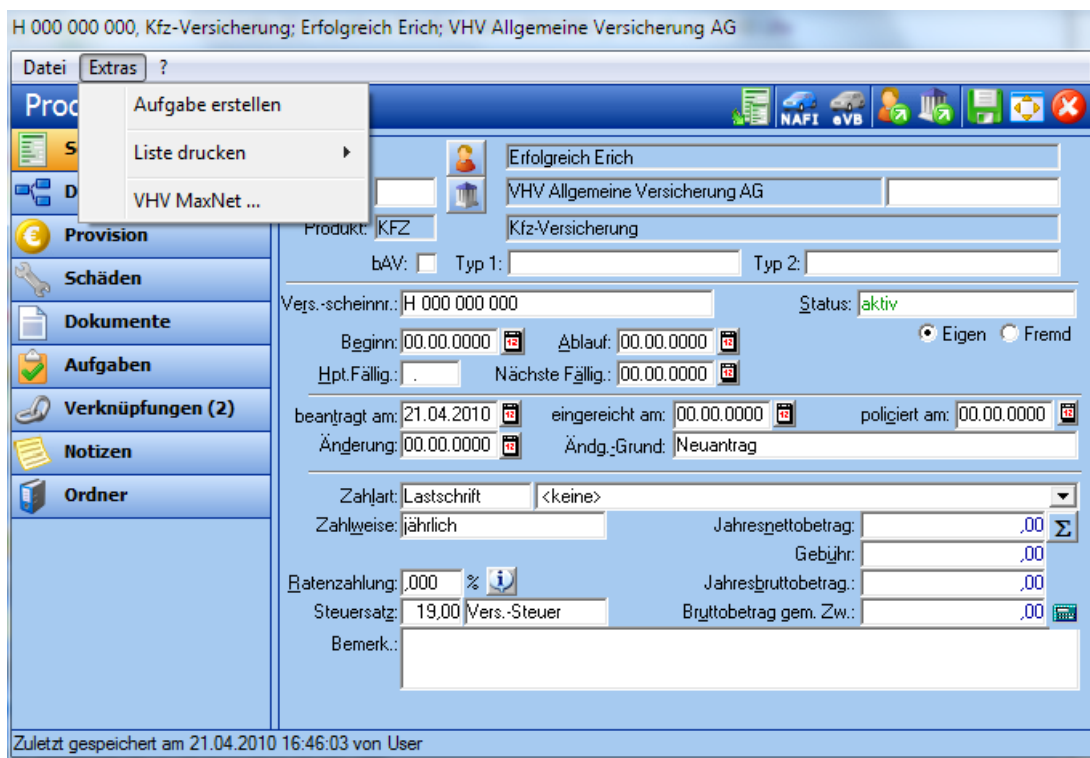 H 000 000 000, Kfz-Versicherung; Erfolgreich Erich; VHV Allgemeine Versicherung AG
Datei Extras ?
Aufgabe erstellen
Liste drucken
VHV MaxNet ...
NAFI eVB
Provision
Schäden
Dokumente
Aufgaben
Verknüpfungen (2)
Notizen
Ordner
Erfolgreich Erich
VHV Allgemeine Versicherung AG
Produkt: KFZ Kfz-Versicherung
bAV: Typ 1: Typ 2:
Vers.-scheinnr.: H 000 000 000 Status: aktiv
Eigen Fremd
Beginn: 00.00.0000 Ablauf: 00.00.0000
Hpt.Fällig.: . Nächste Fällig.: 00.00.0000
beantragt am: 21.04.2010 eingereicht am: 00.00.0000 policiert am: 00.00.0000
Änderung: 00.00.0000 Ändg.-Grund: Neuantrag
Zahlart: Lastschrift <keine>
Zahlweise: jährlich Jahresnettobetrag: ,00 Σ
Gebühr: ,00
Ratenzahlung: ,000 % Jahresbruttobetrag.: ,00
Steuersatz: 19,00 Vers.-Steuer Bruttobetrag gem. Zw.: ,00
Bemerk.:
Zuletzt gespeichert am 21.04.2010 16:46:03 von User